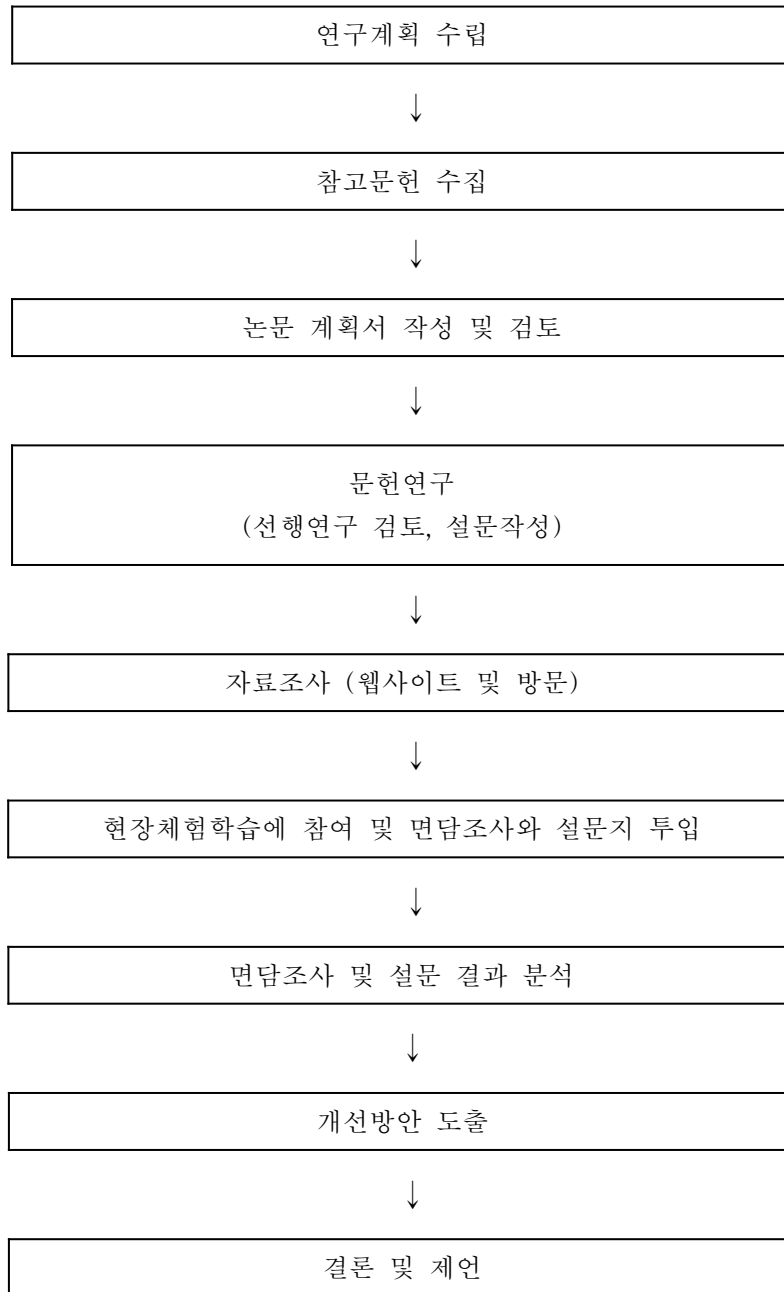 연구계획 수립
↓
참고문헌 수집
↓
논문 계획서 작성 및 검토
↓
문헌연구
(선행연구 검토, 설문작성)
↓
자료조사 (웹사이트 및 방문)
↓
현장체험학습에 참여 및 면담조사와 설문지 투입
↓
면담조사 및 설문 결과 분석
↓
개선방안 도출
↓
결론 및 제언